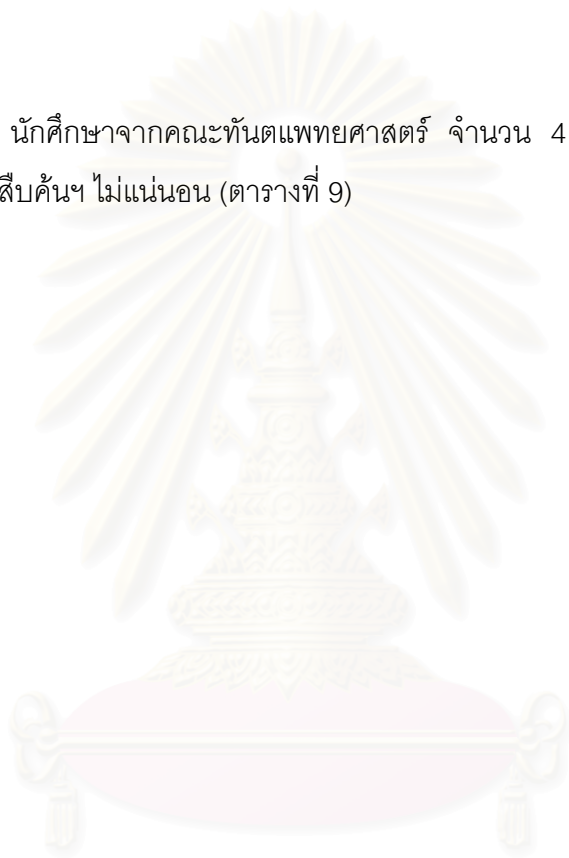 นักศึกษาจากคณะทันตแพทยศาสตร์ จำนวน 4
สืบค้นฯ ไม่แน่นอน (ตารางที่ 9)